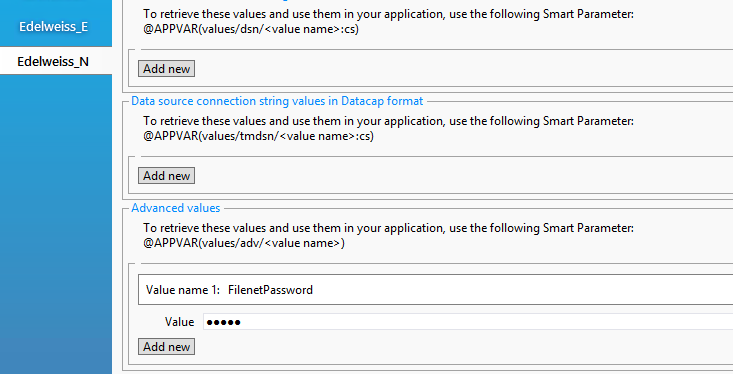 Edelweiss_E
Edelweiss_N
To retrieve these values and use them in your application, use the following Smart Parameter:
@APPVAR(values/dsn/<value name>:cs)
Add new
Data source connection string values in Datacap format
To retrieve these values and use them in your application, use the following Smart Parameter:
@APPVAR(values/tmdsn/<value name>:cs)
Add new
Advanced values
To retrieve these values and use them in your application, use the following Smart Parameter:
@APPVAR(values/adv/<value name>)
Value name 1: FilenetPassword
Value ●●●●●
Add new